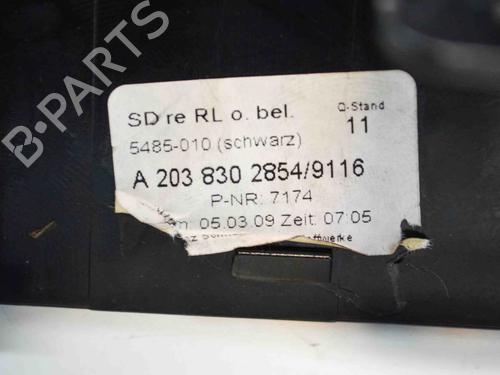 SD re RL o. bel.
Q-Stand
11
5485-010 (schwarz)
A 203 830 2854/9116
P-NR: 7174
05.03.09 Zeit: 07:05
B-PARTS